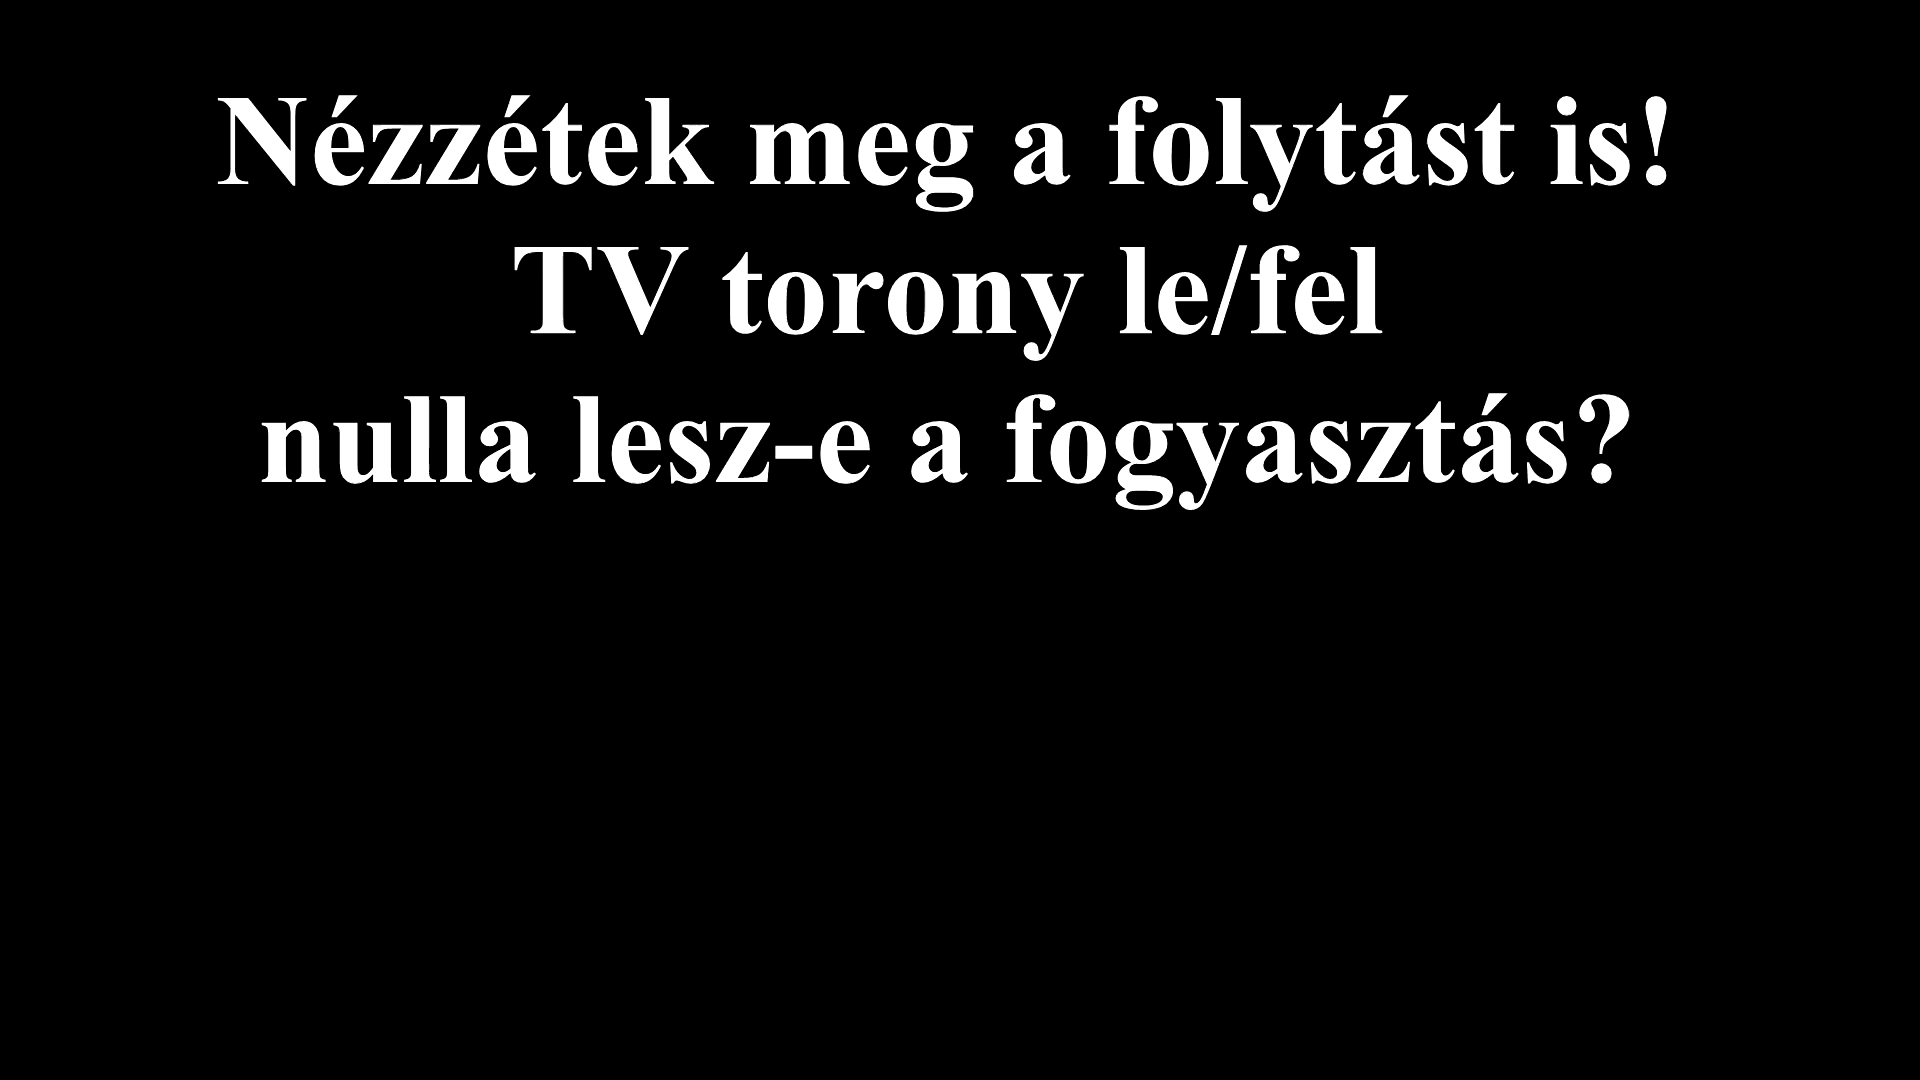 Nézzétek meg a folytást is!
TV torony le/fel
nulla lesz-e a fogyasztás?